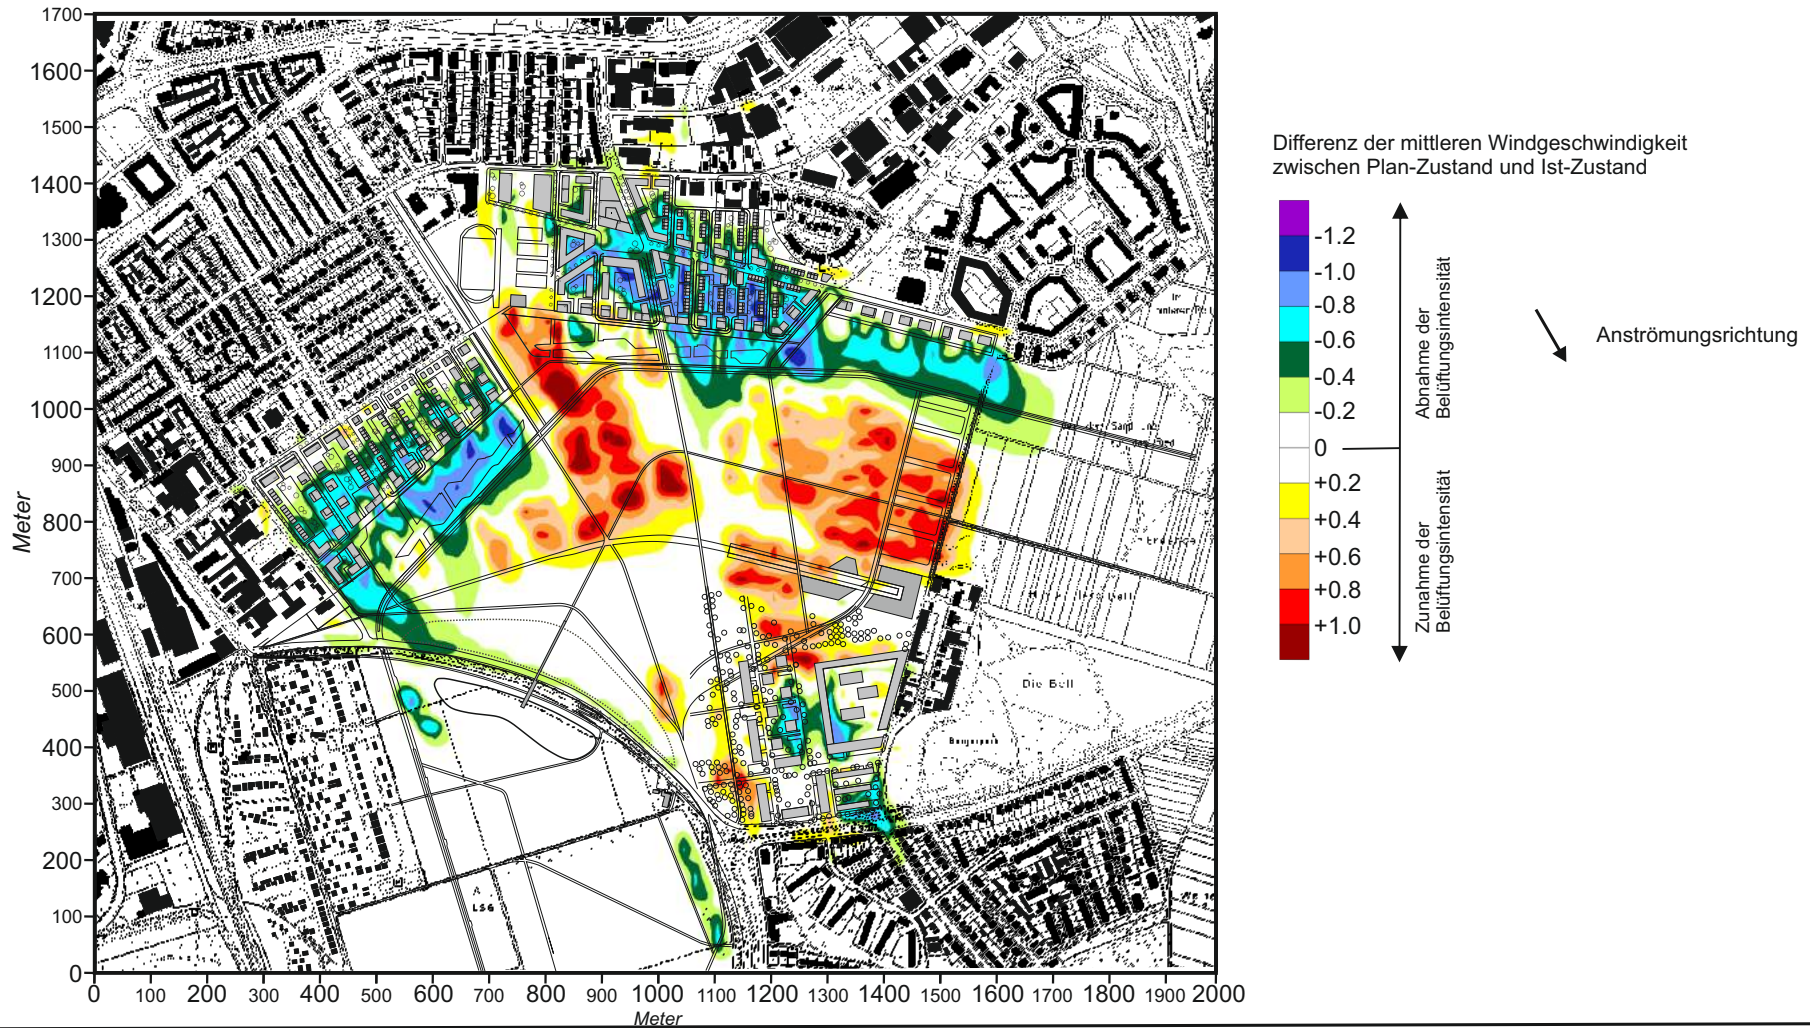 1700
1600
1500
1400
1300
1200
1100
1000
900
800
700
600
500
400
300
200
100
0
Meter
0 100 200 300 400 500 600 700 800 900 1000 1100 1200 1300 1400 1500 1600 1700 1800 1900 2000
Meter
LSG
Die Bell
Differenz der mittleren Windgeschwindigkeit
zwischen Plan-Zustand und Ist-Zustand
-1.2
-1.0
-0.8
-0.6
-0.4
-0.2
0
+0.2
+0.4
+0.6
+0.8
+1.0
Abnahme der
Belüftungsintensität
Zunahme der
Belüftungsintensität
Anströmungsrichtung